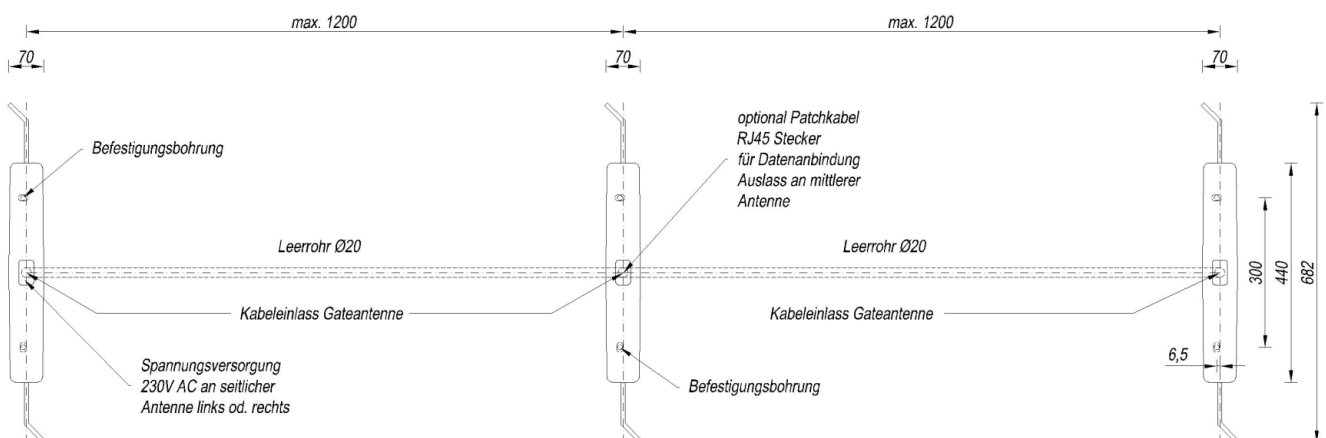 max. 1200
max. 1200
70
70
70
Befestigungsbohrung
optional Patchkabel
RJ45 Stecker
für Datenanbindung
Auslass an mittlerer
Antenne
Leerrohr Ø20
Leerrohr Ø20
Kabeleinlass Gateantenne
Kabeleinlass Gateantenne
300
440
682
6,5
Spannungsversorgung
230V AC an seitlicher
Antenne links od. rechts
Befestigungsbohrung